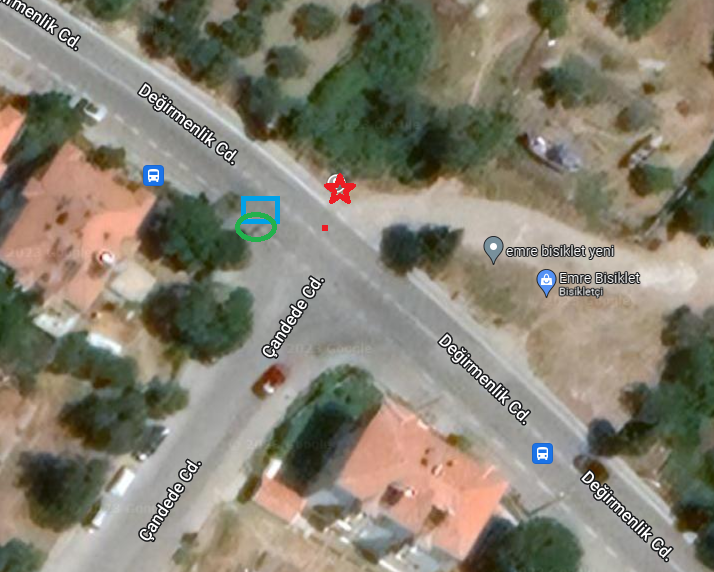 Değirmenlik Cd.
Değirmenlik Cd.
emre bisiklet yeni
Emre Bisiklet
Bisikletçi
Çandede Cd.
Değirmenlik Cd.
Çandede Cd.
Değirmenlik Cd.